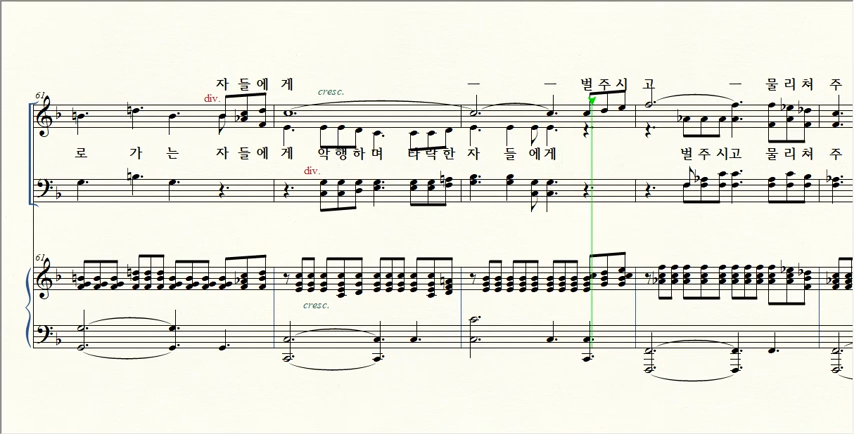 자 들 에 게 — — 벌 주 시 고 — 물 리 쳐 주
cresc.
61
div.
로 가 는 자 들 에 게 악 행 하 며 타 락 한 자 들 에 게 벌 주 시 고 물 리 쳐 주
div.
61
cresc.